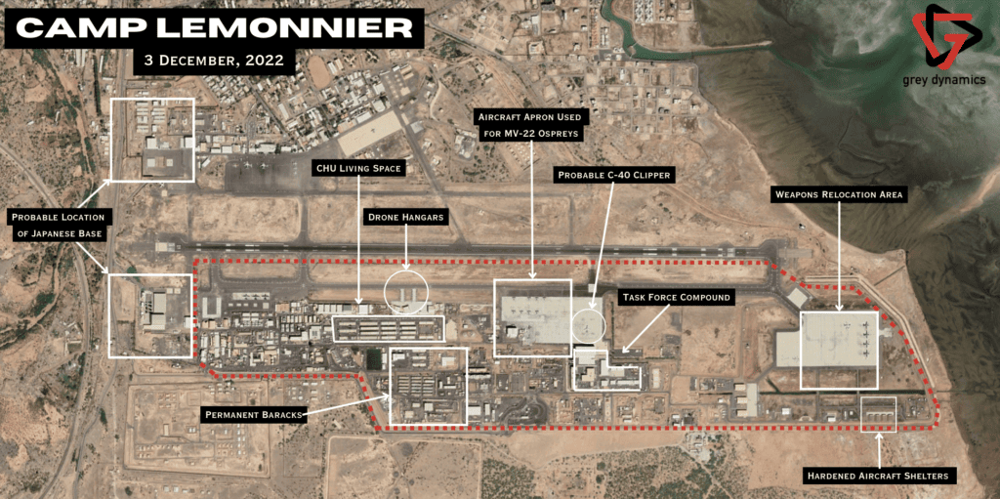 CAMP LEMONNIER
3 December, 2022
grey dynamics
Aircraft Apron Used
for MV-22 Ospreys
CHU Living Space
Probable C-40 Clipper
Weapons Relocation Area
Probable Location
of Japanese Base
Drone Hangars
Task Force Compound
Permanent Baracks
Hardened Aircraft Shelters